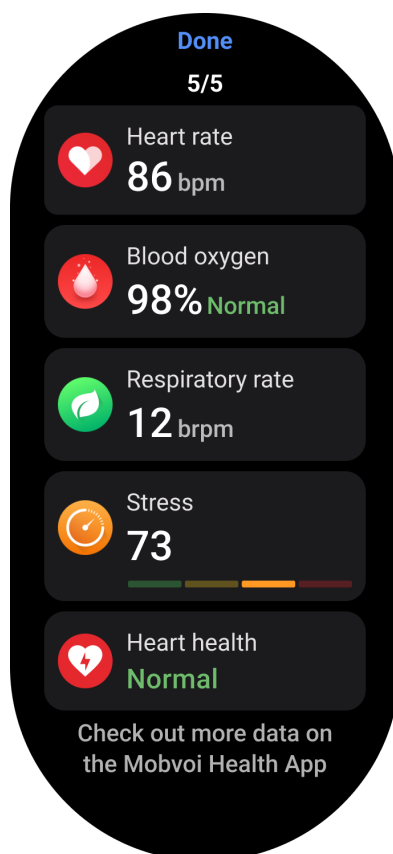 Done
5/5
Heart rate
86 bpm
Blood oxygen
98% Normal
Respiratory rate
12 brpm
Stress
73
Heart health
Normal
Check out more data on
the Mobvoi Health App